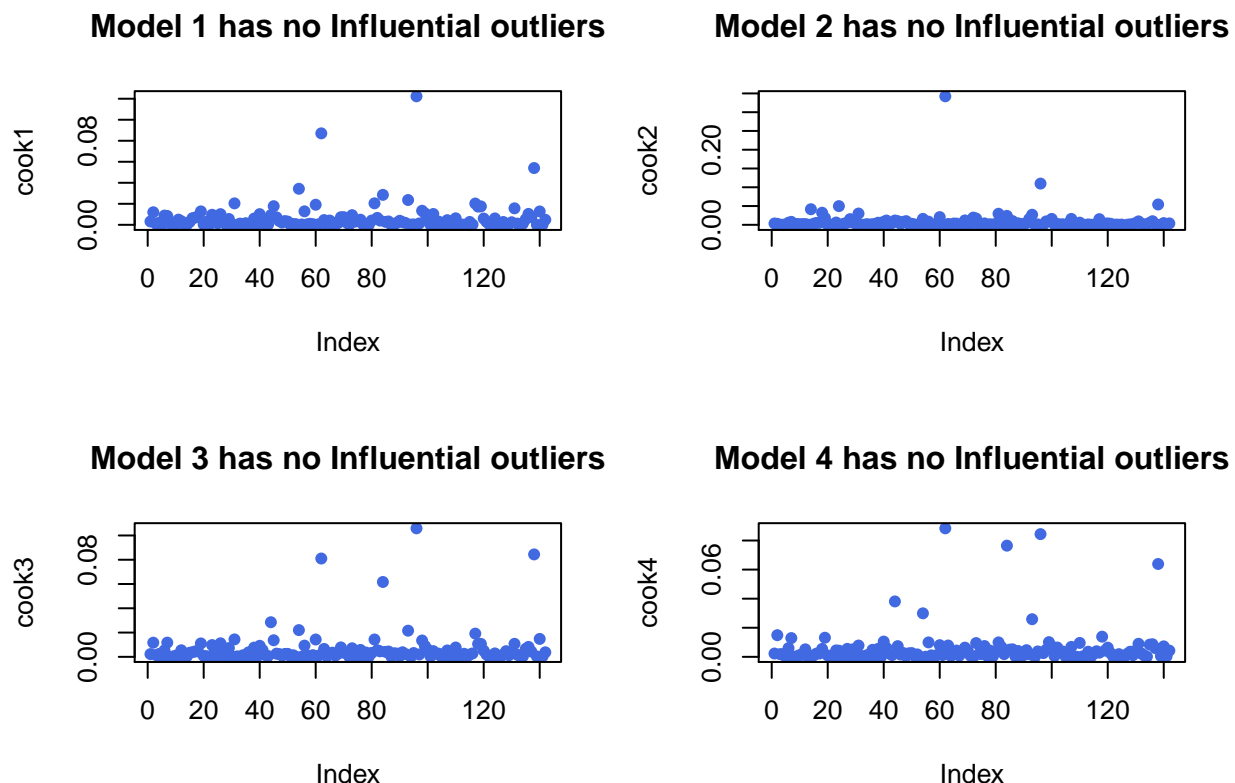 Model 1 has no Influential outliers
cook1
0.00 0.08
0 20 40 60 80 120
Index
Model 2 has no Influential outliers
cook2
0.00 0.20
0 20 40 60 80 120
Index
Model 3 has no Influential outliers
cook3
0.00 0.08
0 20 40 60 80 120
Index
Model 4 has no Influential outliers
cook4
0.00 0.06
0 20 40 60 80 120
Index